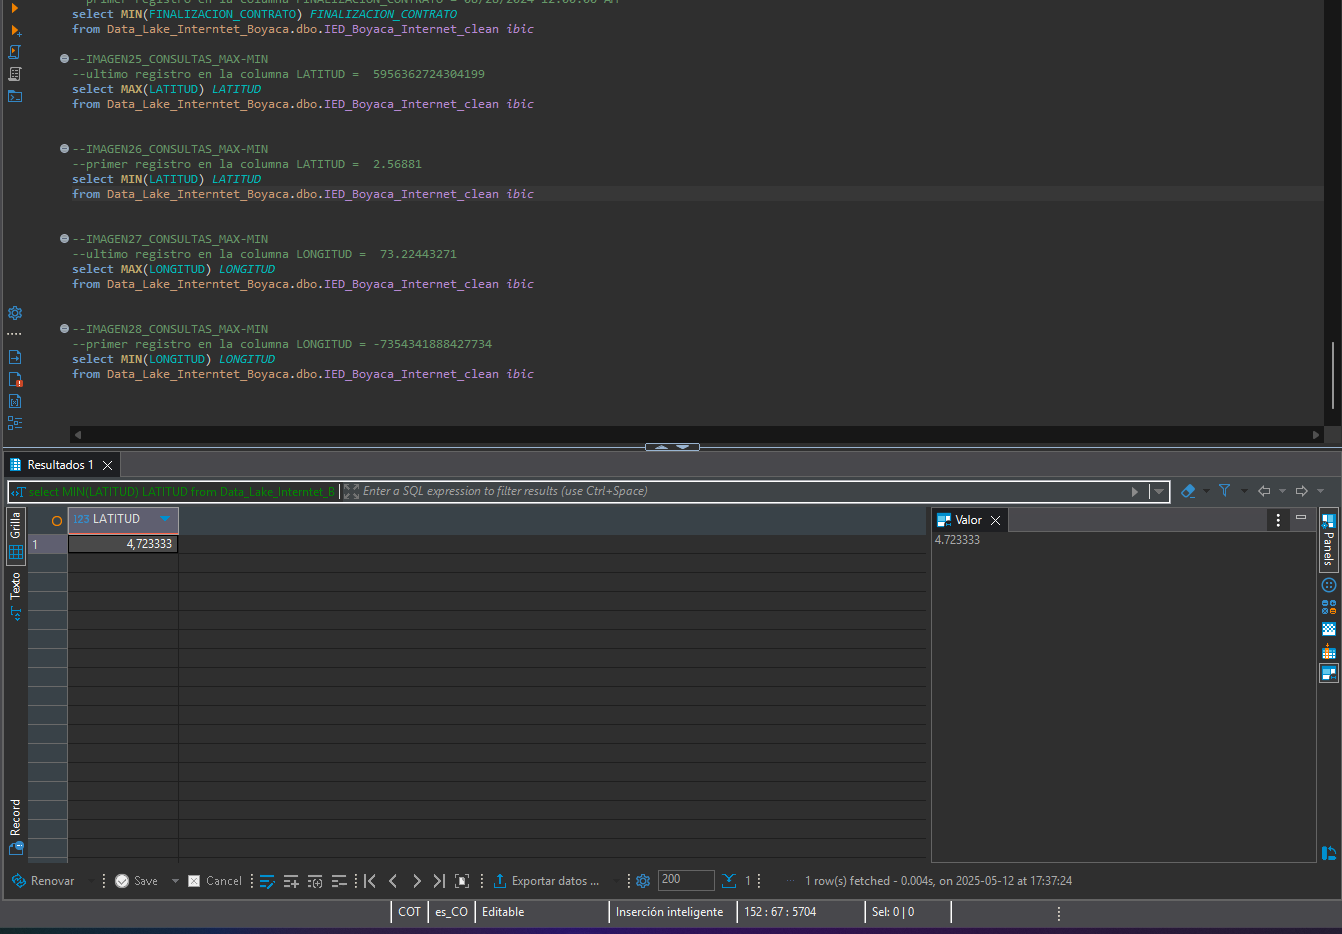 --primer registro en la columna FINALIZACION_CONTRATO = 08/28/2024 12:00:00 AM
select MIN(FINALIZACION_CONTRATO) FINALIZACION_CONTRATO
from Data_Lake_Interntet_Boyaca.dbo.IED_Boyaca_Internet_clean ibic
--IMAGEN25_CONSULTAS_MAX-MIN
--ultimo registro en la columna LATITUD =  5956362724304199
select MAX(LATITUD) LATITUD
from Data_Lake_Interntet_Boyaca.dbo.IED_Boyaca_Internet_clean ibic
--IMAGEN26_CONSULTAS_MAX-MIN
--primer registro en la columna LATITUD =  2.56881
select MIN(LATITUD) LATITUD
from Data_Lake_Interntet_Boyaca.dbo.IED_Boyaca_Internet_clean ibic
--IMAGEN27_CONSULTAS_MAX-MIN
--ultimo registro en la columna LONGITUD =  73.22443271
select MAX(LONGITUD) LONGITUD
from Data_Lake_Interntet_Boyaca.dbo.IED_Boyaca_Internet_clean ibic
--IMAGEN28_CONSULTAS_MAX-MIN
--primer registro en la columna LONGITUD = -7354341888427734
select MIN(LONGITUD) LONGITUD
from Data_Lake_Interntet_Boyaca.dbo.IED_Boyaca_Internet_clean ibic
Resultados 1
select MIN(LATITUD) LATITUD from Data_Lake_Interntet_B
Enter a SQL expression to filter results (use Ctrl+Space)
Grilla
Texto
Record
123 LATITUD
1 4,723333
Valor
4.723333
Panels
Renovar Save Cancel Exportar datos ... 200 1 1 row(s) fetched - 0.004s, on 2025-05-12 at 17:37:24
COT es_CO Editable Inserción inteligente 152 : 67 : 5704 Sel: 0 | 0